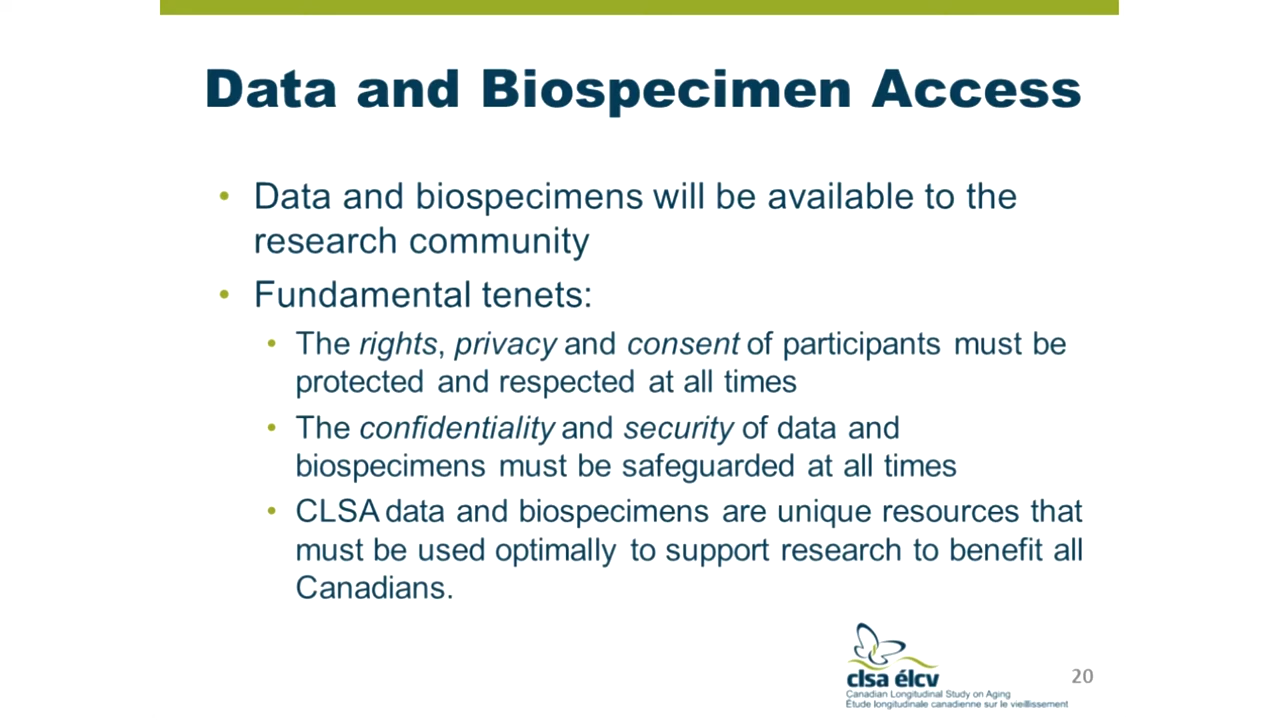 Data and Biospecimen Access
• Data and biospecimens will be available to the
research community
• Fundamental tenets:
• The rights, privacy and consent of participants must be
protected and respected at all times
• The confidentiality and security of data and
biospecimens must be safeguarded at all times
• CLSA data and biospecimens are unique resources that
must be used optimally to support research to benefit all
Canadians.
clsa élcv
Canadian Longitudinal Study on Aging
Étude longitudinale canadienne sur le vieillissement
20